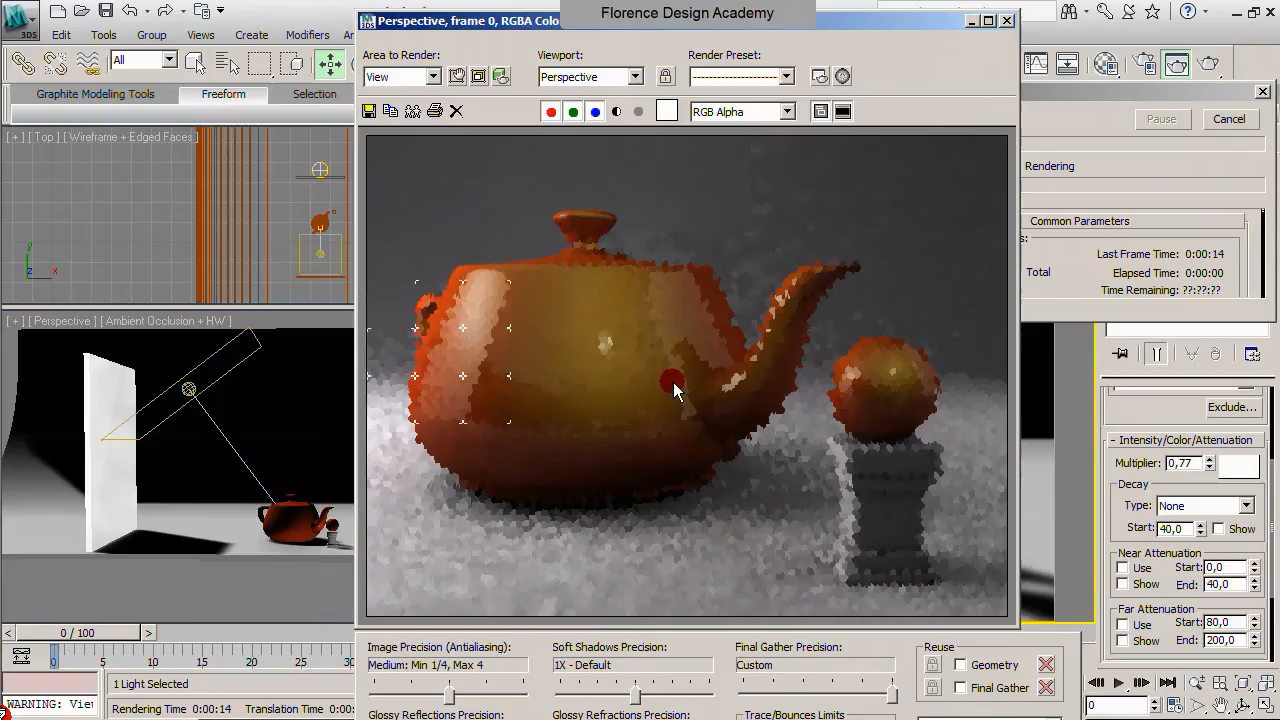 Florence Design Academy
Perspective, frame 0, RGBA Colo
Edit Tools Group Views Create Modifiers
Area to Render: Viewport: Render Preset:
All
View Perspective
Graphite Modeling Tools Freeform Selection
RGB Alpha
Pause Cancel
[ + ] [ Top ] [ Wireframe + Edged Faces ]
Rendering
Common Parameters
Last Frame Time: 0:00:14
Total Elapsed Time: 0:00:00
Time Remaining: ??:??:??
[ + ] [ Perspective ] [ Ambient Occlusion + HW ]
Exclude...
Intensity/Color/Attenuation
Multiplier: 0,77
Decay
Type: None
Start: 40,0 Show
Near Attenuation
Use Start: 0,0
Show End: 40,0
Far Attenuation
Use Start: 80,0
Show End: 200,0
0 / 100
0 5 10 15 20 25 30
Image Precision (Antialiasing): Soft Shadows Precision: Final Gather Precision: Reuse
Medium: Min 1/4, Max 4 1X - Default Custom Geometry
Final Gather
1 Light Selected
WARNING: Vie
Rendering Time 0:00:14 Translation Time 0:00:
Glossy Reflections Precision: Glossy Refractions Precision: Trace/Bounces Limits
0